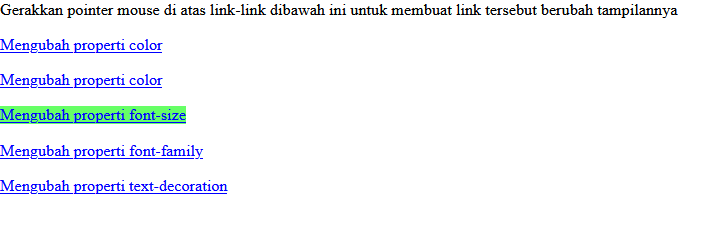 Gerakkan pointer mouse di atas link-link dibawah ini untuk membuat link tersebut berubah tampilannya
Mengubah properti color
Mengubah properti color
Mengubah properti font-size
Mengubah properti font-family
Mengubah properti text-decoration